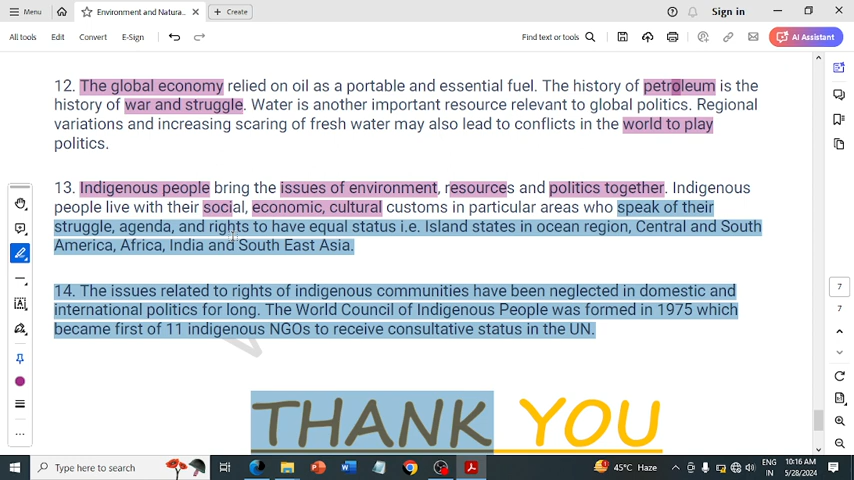 Menu
Environment and Natura...
Create
Sign in
All tools
Edit
Convert
E-Sign
Find text or tools
AI Assistant
12. The global economy relied on oil as a portable and essential fuel. The history of petroleum is the
history of war and struggle. Water is another important resource relevant to global politics. Regional
variations and increasing scaring of fresh water may also lead to conflicts in the world to play
politics.
13. Indigenous people bring the issues of environment, resources and politics together. Indigenous
people live with their social, economic, cultural customs in particular areas who speak of their
struggle, agenda, and rights to have equal status i.e. Island states in ocean region, Central and South
America, Africa, India and South East Asia.
14. The issues related to rights of indigenous communities have been neglected in domestic and
international politics for long. The World Council of Indigenous People was formed in 1975 which
became first of 11 indigenous NGOs to receive consultative status in the UN.
THANK YOU
7
7
Type here to search
45°C Haze
ENG
IN
10:16 AM
5/28/2024